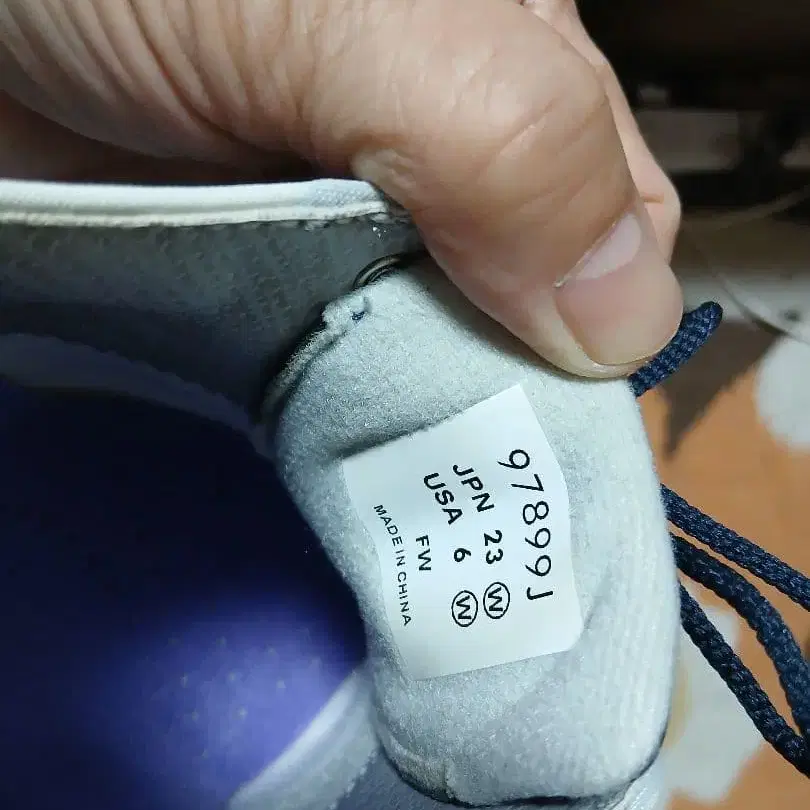 97899J
JPN 23 Ⓦ
USA 6 Ⓦ
FW
MADE IN CHINA